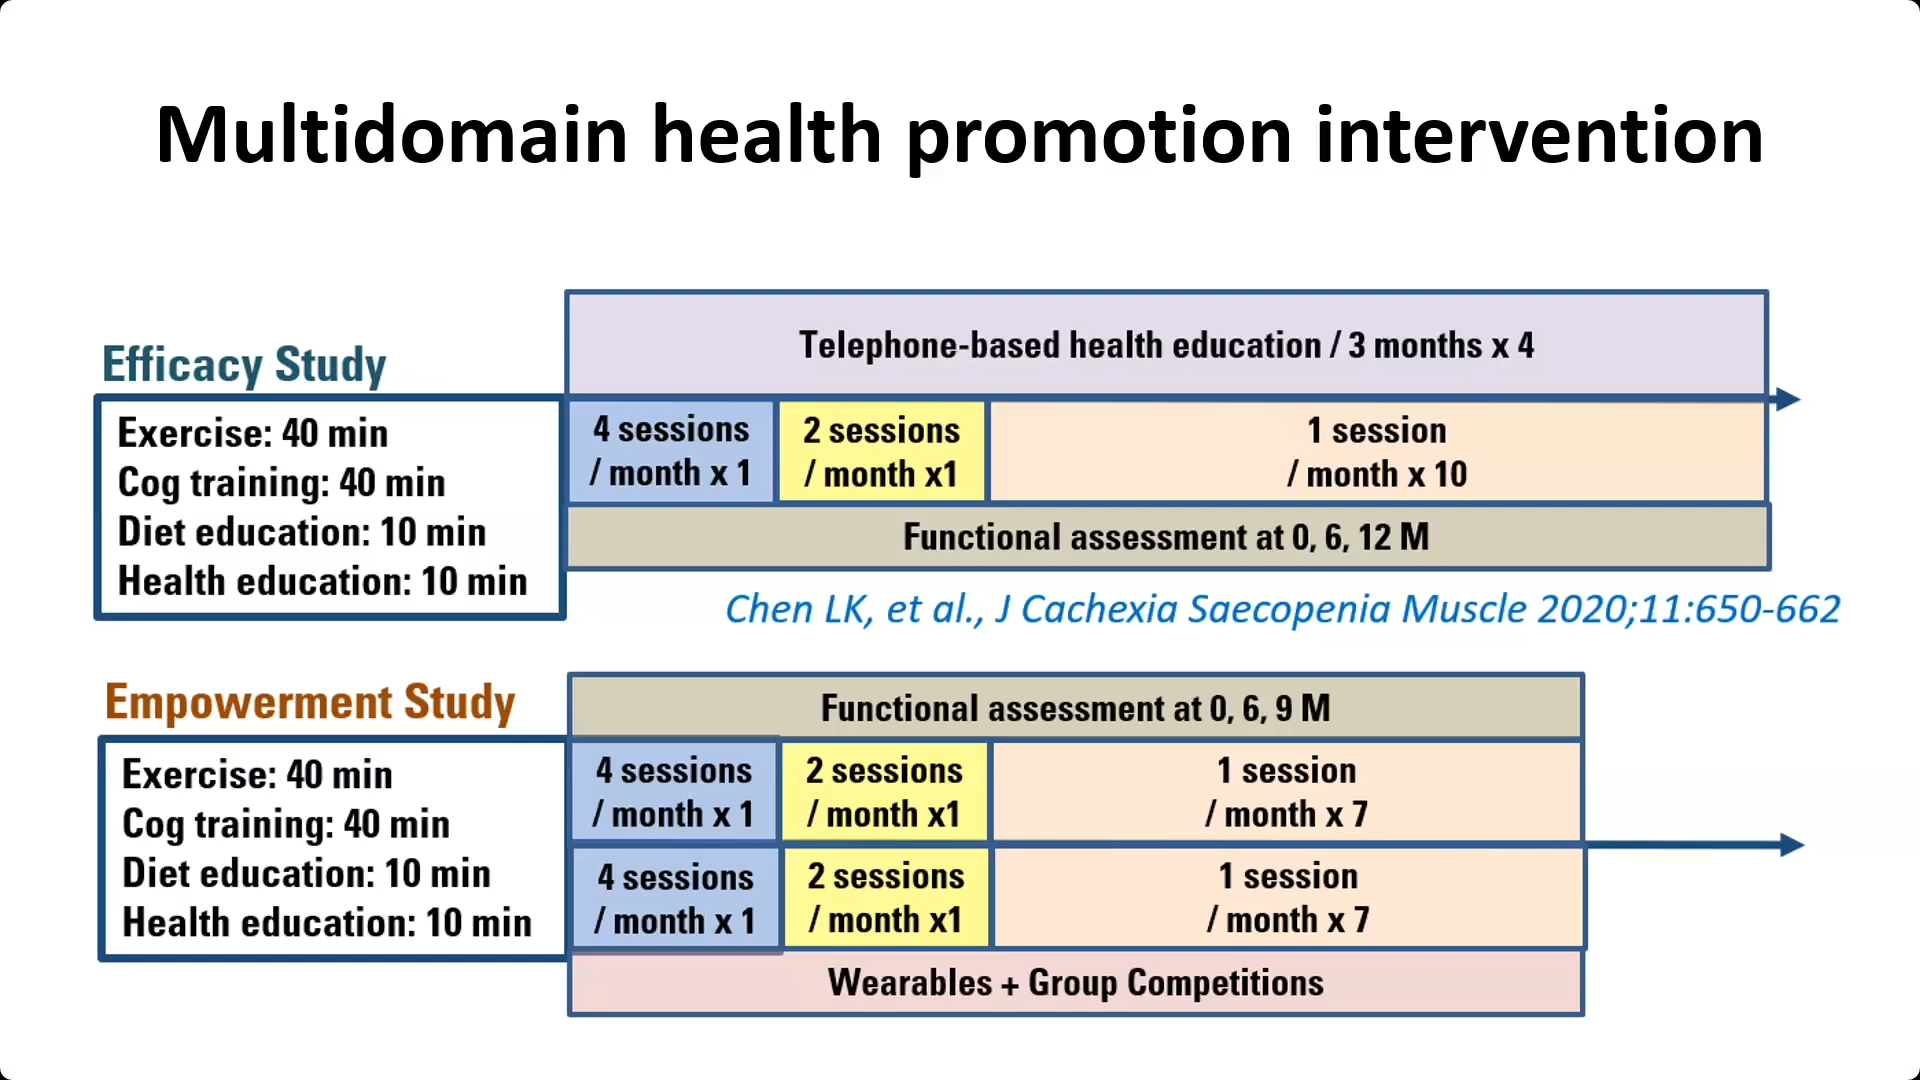 Multidomain health promotion intervention
Efficacy Study
Exercise: 40 min
Cog training: 40 min
Diet education: 10 min
Health education: 10 min
Telephone-based health education / 3 months x 4
4 sessions
/ month x 1
2 sessions
/ month x1
1 session
/ month x 10
Functional assessment at 0, 6, 12 M
Chen LK, et al., J Cachexia Saecopenia Muscle 2020;11:650-662
Empowerment Study
Exercise: 40 min
Cog training: 40 min
Diet education: 10 min
Health education: 10 min
Functional assessment at 0, 6, 9 M
4 sessions
/ month x 1
2 sessions
/ month x1
1 session
/ month x 7
4 sessions
/ month x 1
2 sessions
/ month x1
1 session
/ month x 7
Wearables + Group Competitions